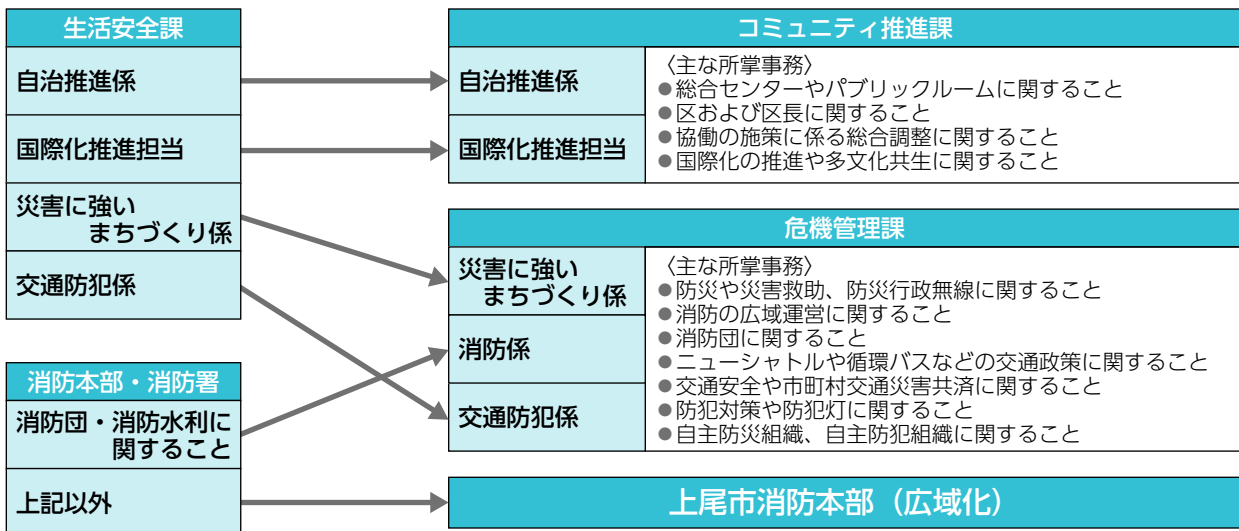 生活安全課
自治推進係
国際化推進担当
災害に強い
まちづくり係
交通防犯係
消防本部・消防署
消防団・消防水利に
関すること
上記以外
コミュニティ推進課
自治推進係
国際化推進担当
〈主な所掌事務〉
●総合センターやパブリックルームに関すること
●区および区長に関すること
●協働の施策に係る総合調整に関すること
●国際化の推進や多文化共生に関すること
危機管理課
災害に強い
まちづくり係
消防係
交通防犯係
〈主な所掌事務〉
●防災や災害救助、防災行政無線に関すること
●消防の広域運営に関すること
●消防団に関すること
●ニューシャトルや循環バスなどの交通政策に関すること
●交通安全や市町村交通災害共済に関すること
●防犯対策や防犯灯に関すること
●自主防災組織、自主防犯組織に関すること
上尾市消防本部（広域化）